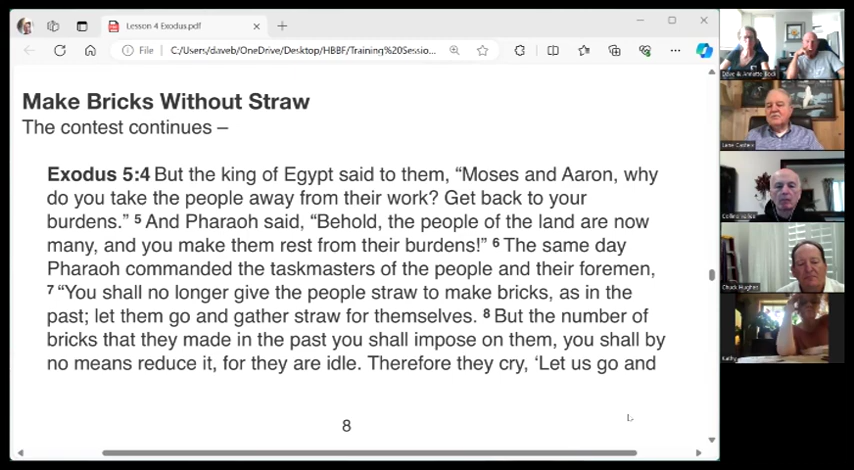 Lesson 4 Exodus.pdf
File
C:/Users/daveb/OneDrive/Desktop/HBBF/Training%20Sessio...
Make Bricks Without Straw
The contest continues –
Exodus 5:4 But the king of Egypt said to them, “Moses and Aaron, why
do you take the people away from their work? Get back to your
burdens.” 5 And Pharaoh said, “Behold, the people of the land are now
many, and you make them rest from their burdens!” 6 The same day
Pharaoh commanded the taskmasters of the people and their foremen,
7 “You shall no longer give the people straw to make bricks, as in the
past; let them go and gather straw for themselves. 8 But the number of
bricks that they made in the past you shall impose on them, you shall by
no means reduce it, for they are idle. Therefore they cry, ‘Let us go and
8
Dave & Annette
Lane
Chuck Hughes
Kathy